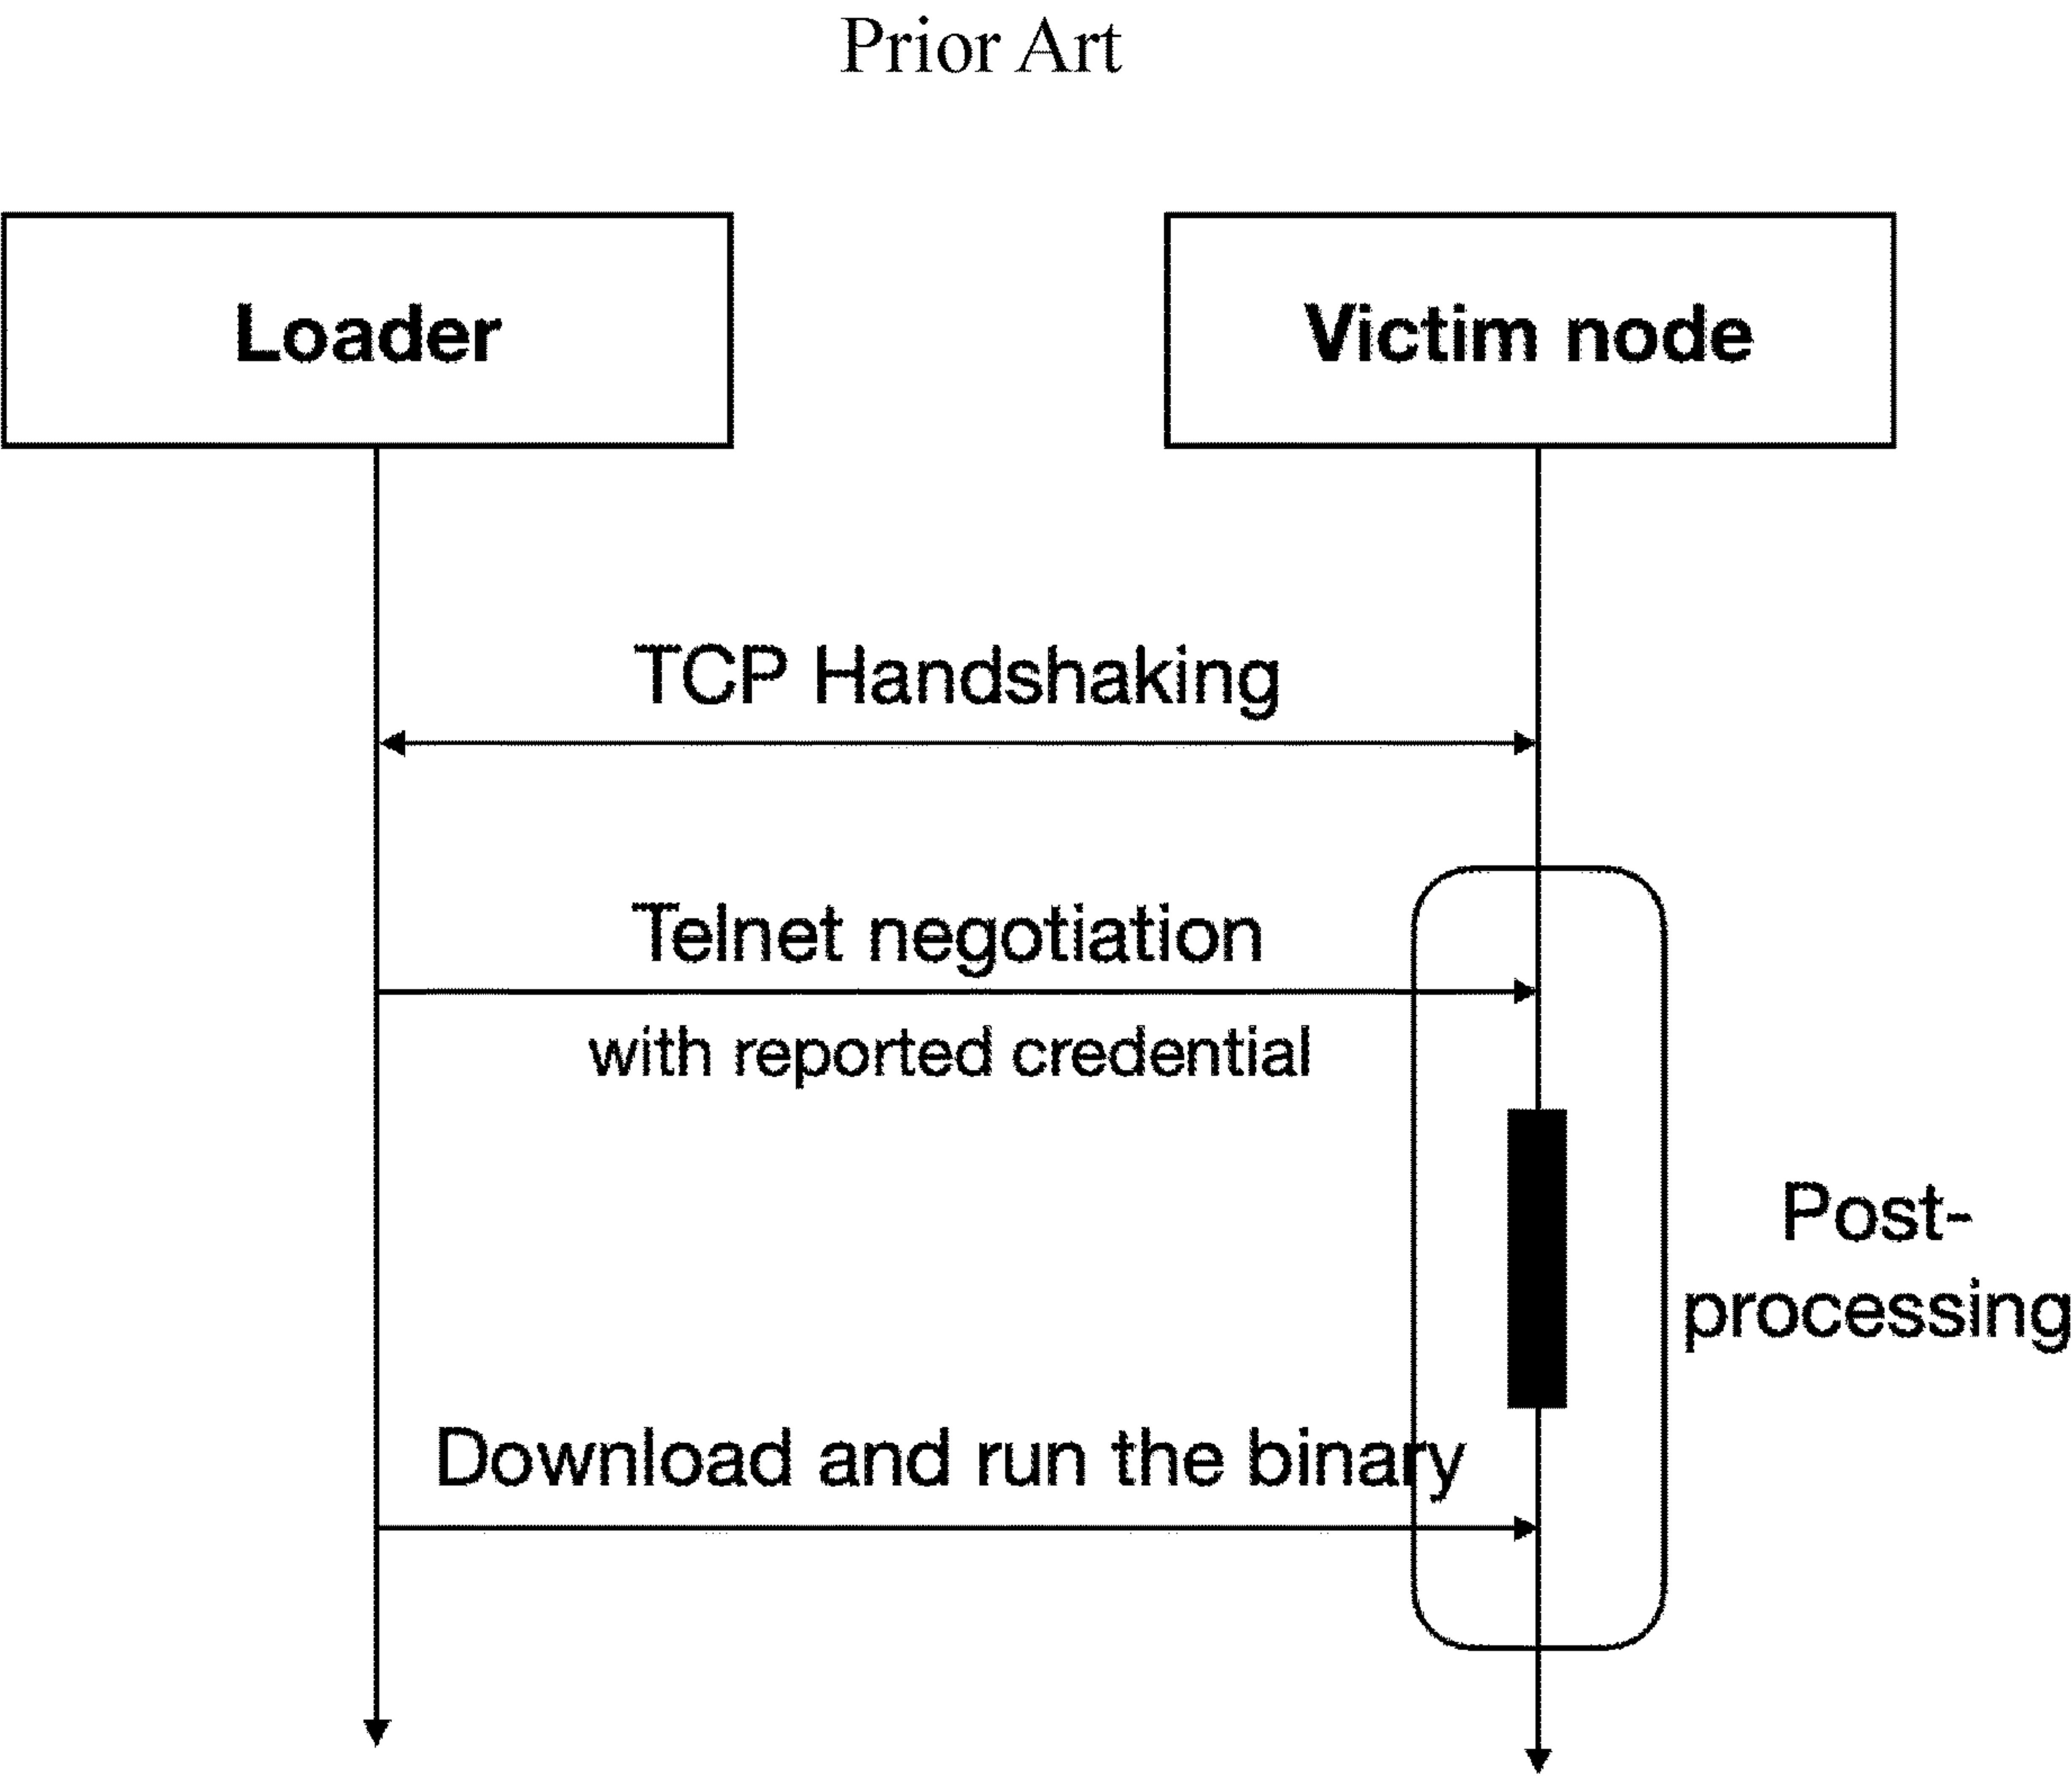 Prior Art
Loader
Victim node
TCP Handshaking
Telnet negotiation
with reported credential
Post-
processing
Download and run the binary